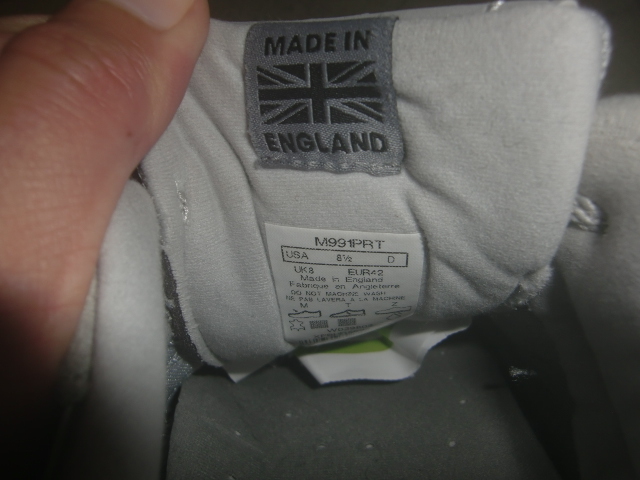 MADE IN
ENGLAND
M991PRT
USA 8½ D
UK8 EUR42
Made in England
Fabriqué en Angleterre
DO NOT MACHINE WASH
NE PAS LAVER A LA MACHINE
M T Z